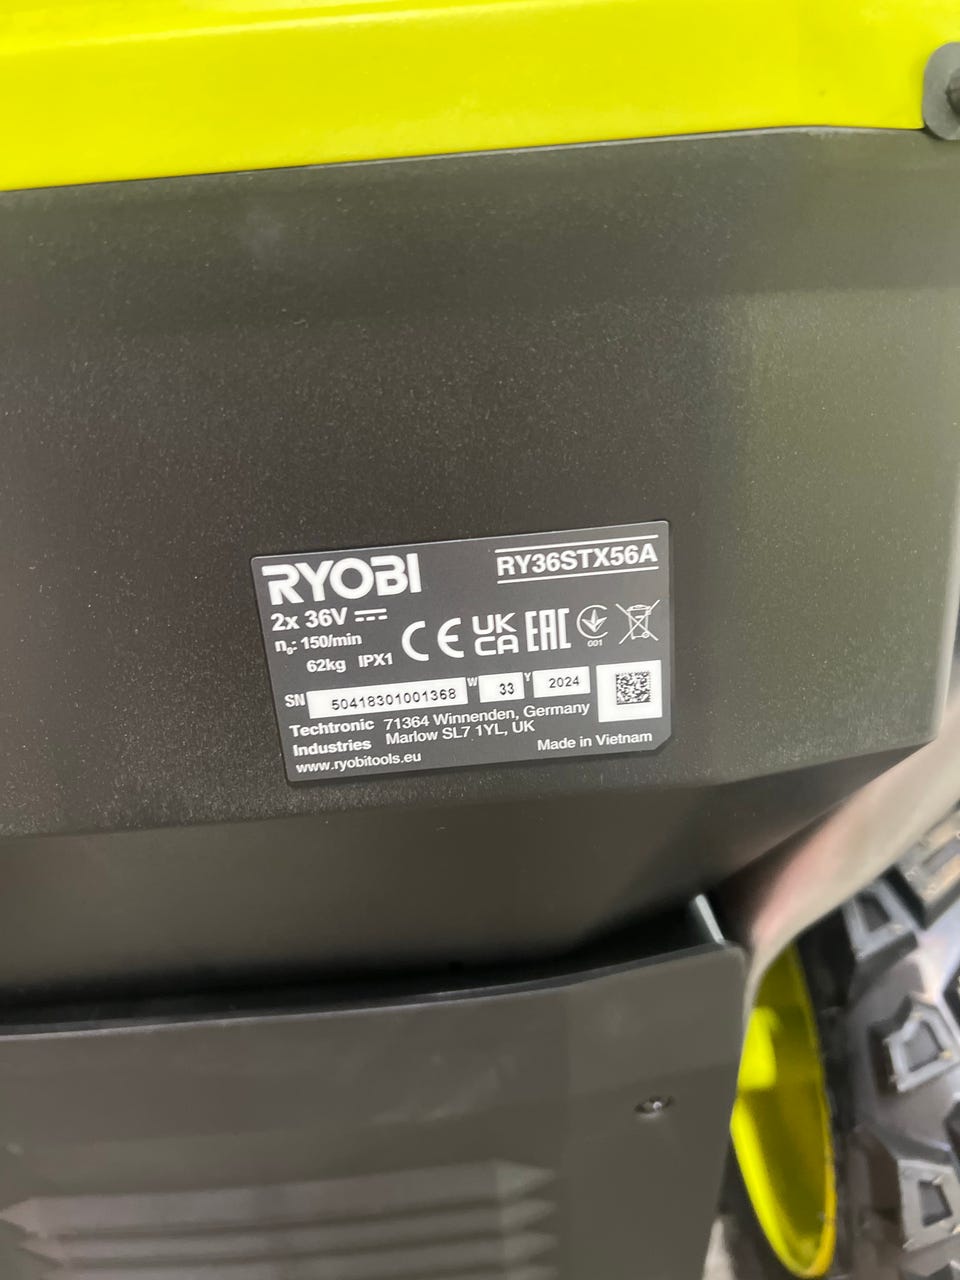 RYOBI RY36STX56A
2x 36V
n₀: 150/min
62kg IPX1
CE UK CA EAC 001
SN 50418301001368 W 33 Y 2024
Techtronic Industries
71364 Winnenden, Germany
Marlow SL7 1YL, UK
www.ryobitools.eu
Made in Vietnam